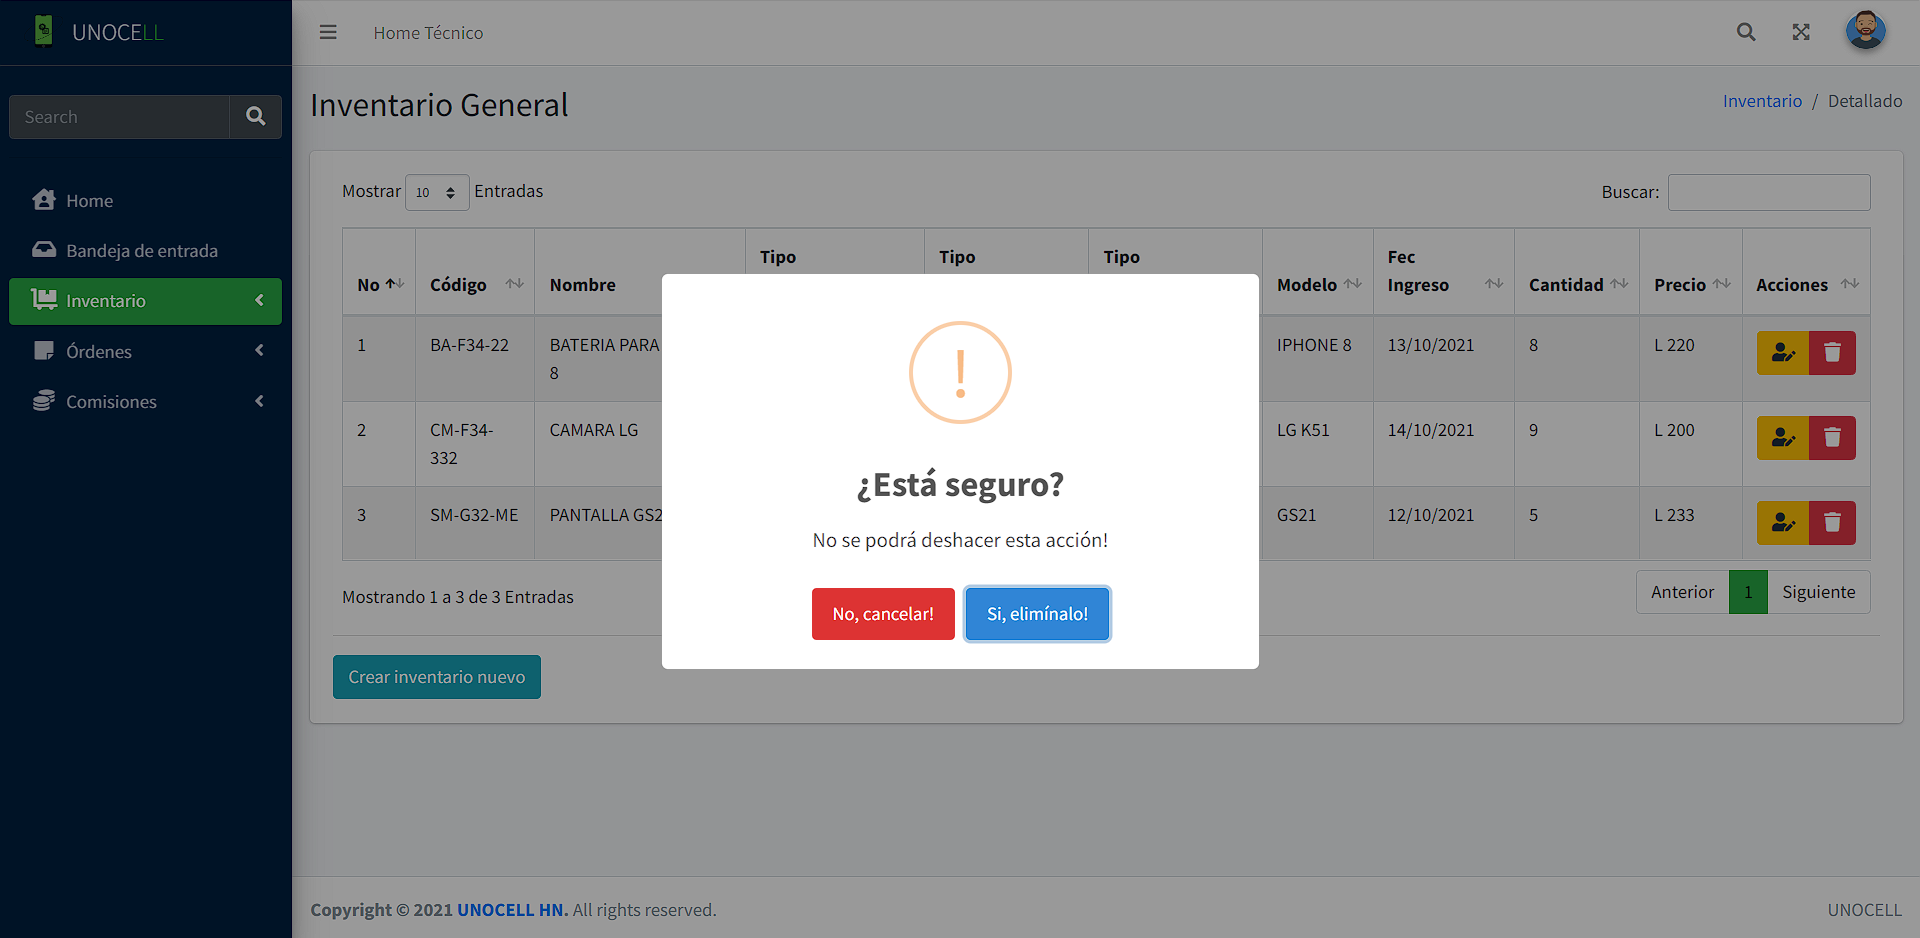 UNOCELL
Home Técnico
Search
Home
Bandeja de entrada
Inventario
Órdenes
Comisiones
Inventario General
Inventario / Detallado
Mostrar 10 Entradas
Buscar:
No Código Nombre Tipo Tipo Tipo Modelo Fec Ingreso Cantidad Precio Acciones
1 BA-F34-22 BATERIA PARA 8 IPHONE 8 13/10/2021 8 L 220
2 CM-F34-332 CAMARA LG LG K51 14/10/2021 9 L 200
3 SM-G32-ME PANTALLA GS2 GS21 12/10/2021 5 L 233
Mostrando 1 a 3 de 3 Entradas
Anterior 1 Siguiente
Crear inventario nuevo
!
¿Está seguro?
No se podrá deshacer esta acción!
No, cancelar! Si, elimínalo!
Copyright © 2021 UNOCELL HN. All rights reserved.
UNOCELL